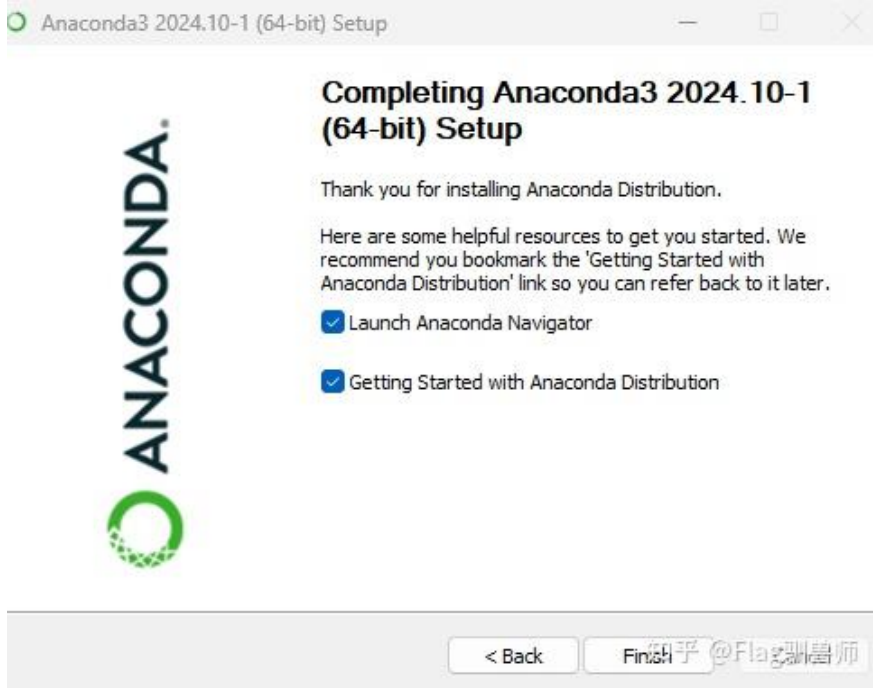 Anaconda3 2024.10-1 (64-bit) Setup
Completing Anaconda3 2024.10-1
(64-bit) Setup
Thank you for installing Anaconda Distribution.
Here are some helpful resources to get you started. We
recommend you bookmark the 'Getting Started with
Anaconda Distribution' link so you can refer back to it later.
Launch Anaconda Navigator
Getting Started with Anaconda Distribution
ANACONDA.
< Back
Finish
Cancel
知乎 @Flag驯兽师